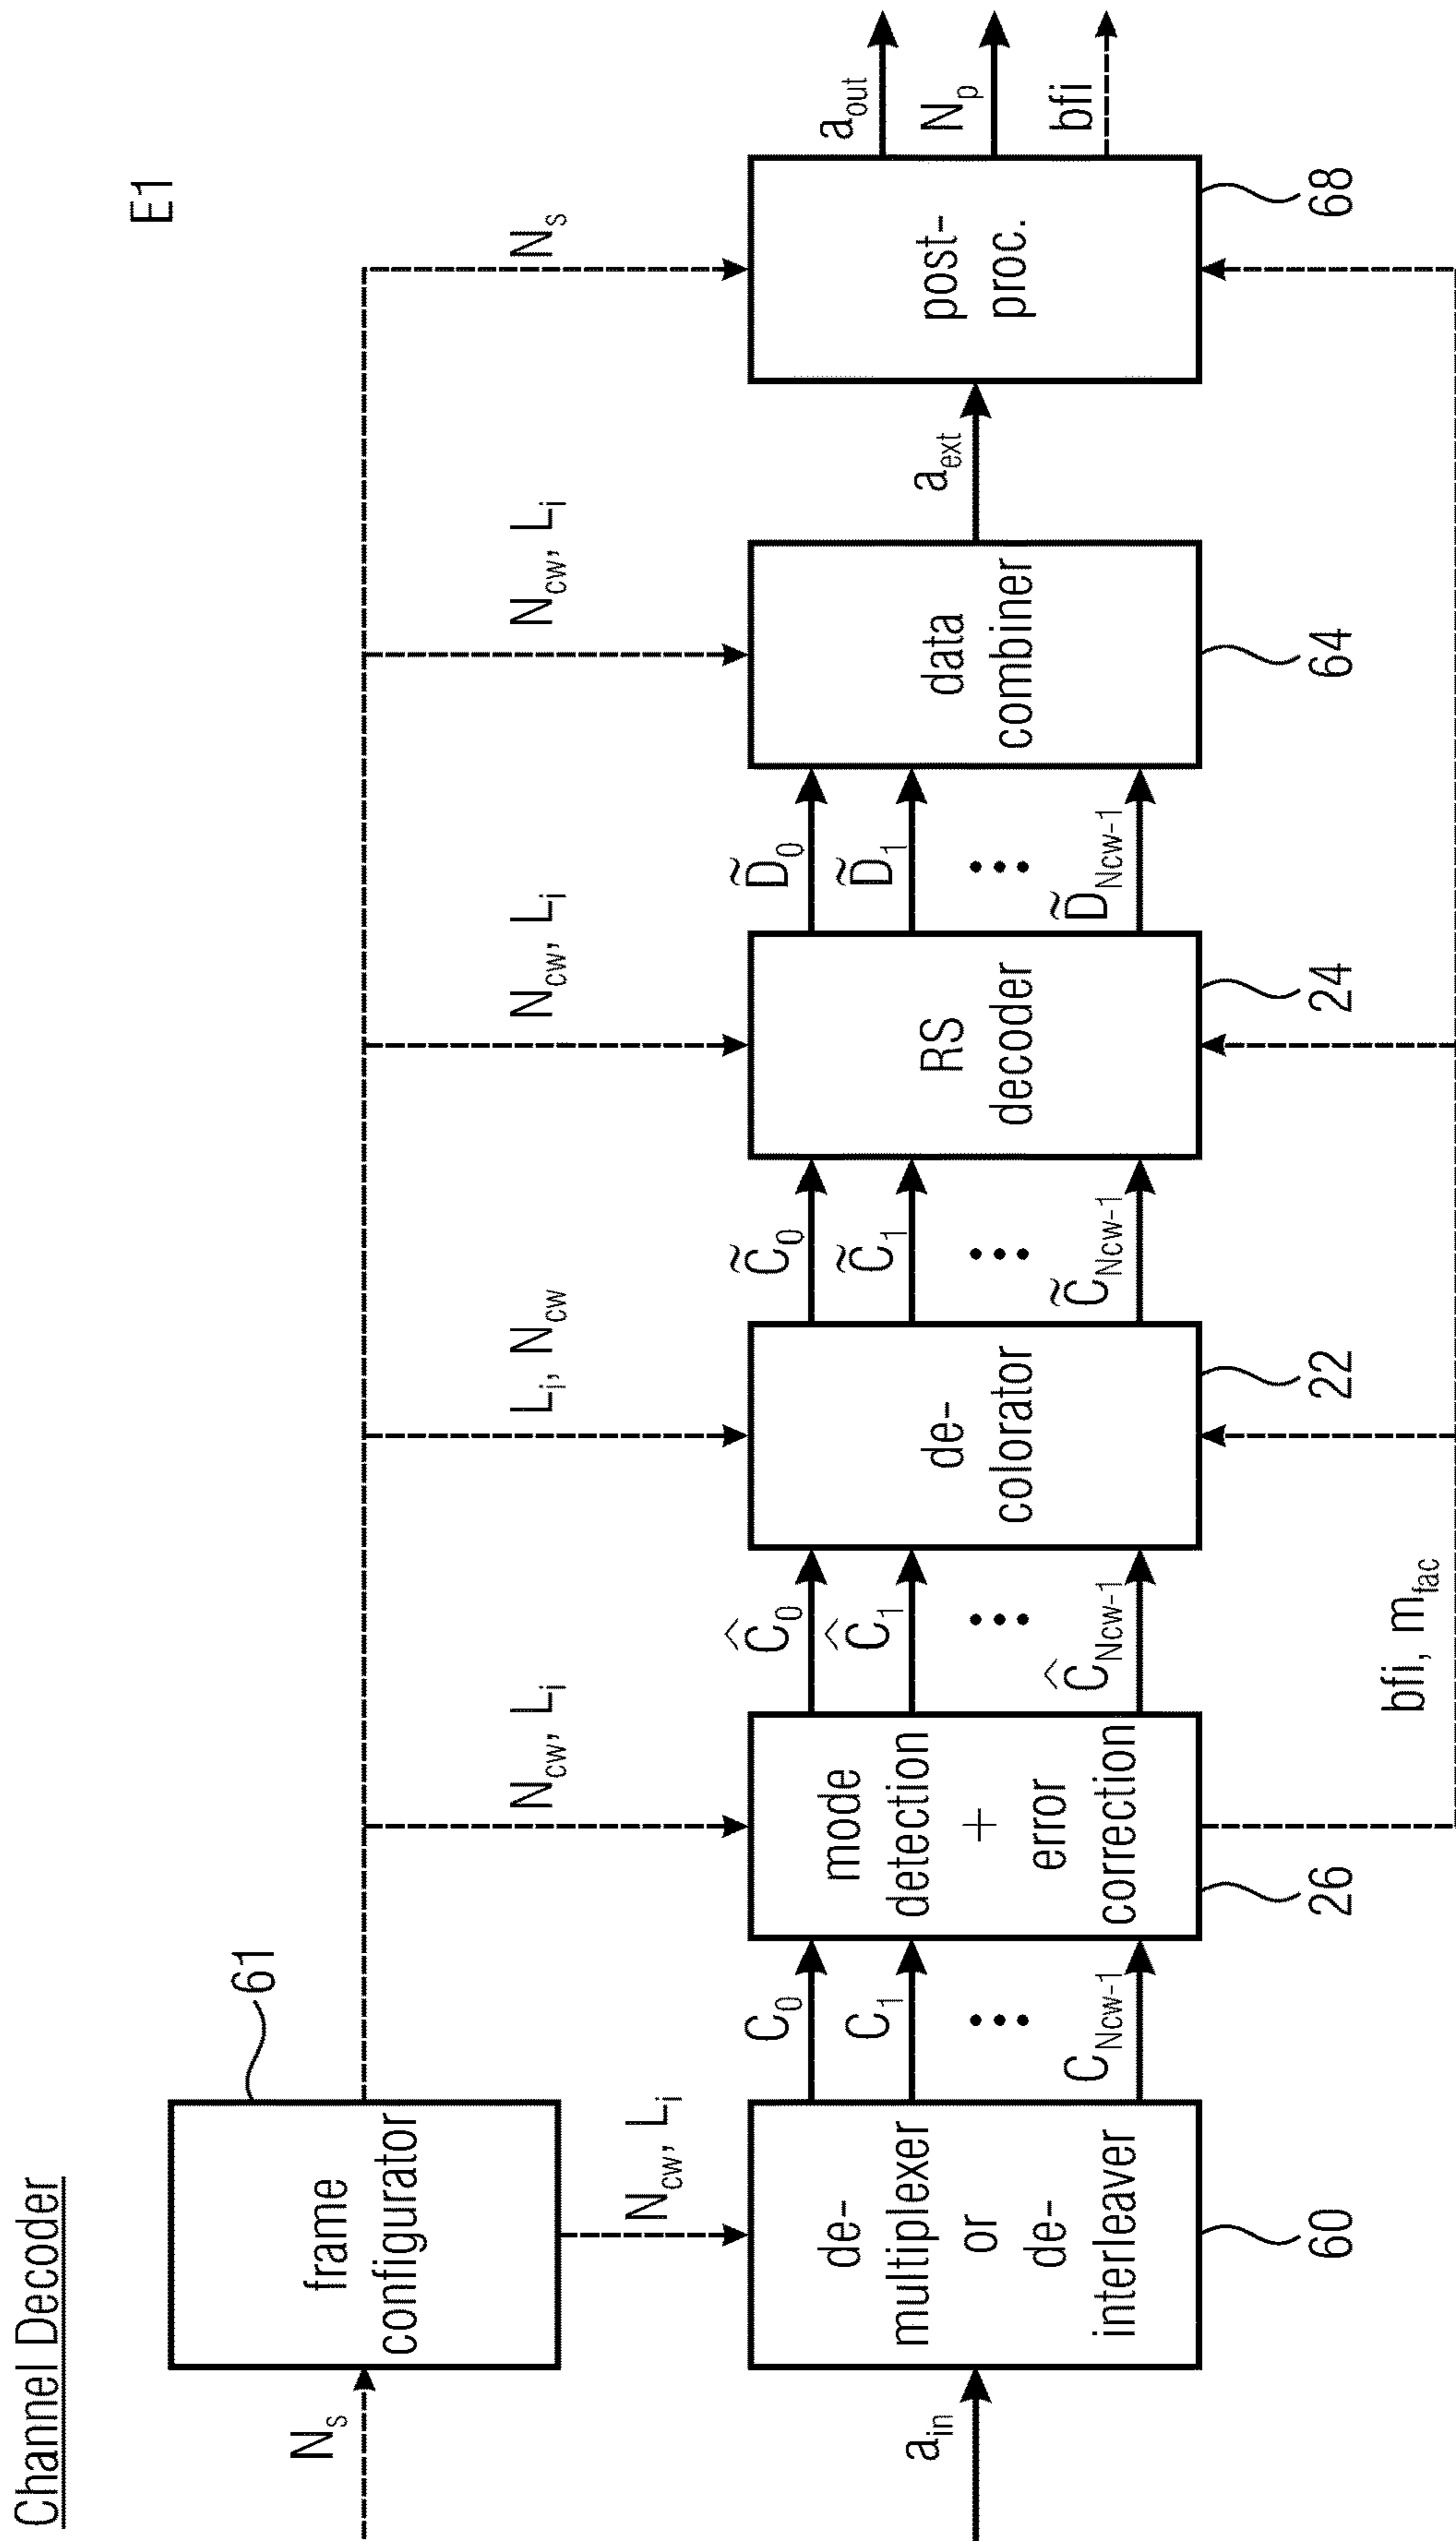 Channel Decoder
E1
N_s
frame
configurator
61
N_cw, L_i
N_cw, L_i
L_i, N_cw
N_cw, L_i
N_cw, L_i
N_s
a_in
de-
multiplexer
or
de-
interleaver
60
C_0
C_1
C_Ncw-1
mode
detection
+
error
correction
26
Ĉ_0
Ĉ_1
Ĉ_Ncw-1
bfi, m_fac
de-
colorator
22
C̃_0
C̃_1
C̃_Ncw-1
RS
decoder
24
D̃_0
D̃_1
D̃_Ncw-1
data
combiner
64
a_ext
post-
proc.
68
a_out
N_p
bfi